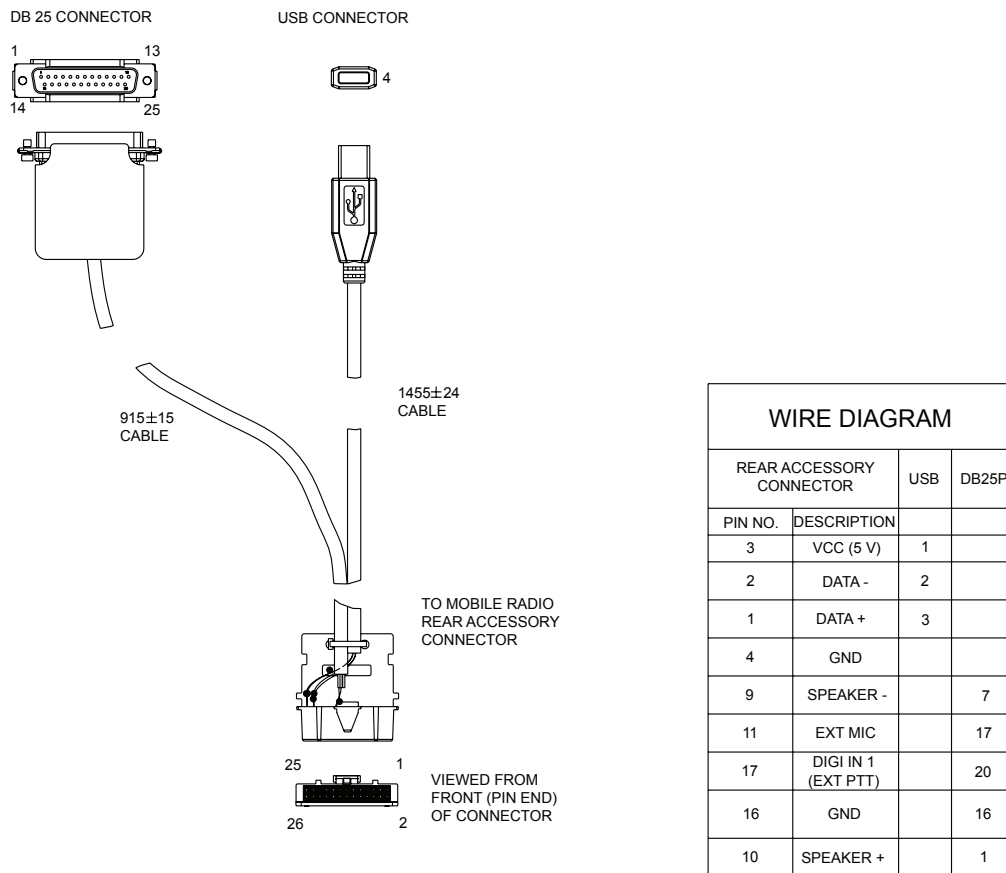 DB 25 CONNECTOR
USB CONNECTOR
1
13
4
14
25
1455±24
CABLE
915±15
CABLE
TO MOBILE RADIO
REAR ACCESSORY
CONNECTOR
25
1
VIEWED FROM
FRONT (PIN END)
OF CONNECTOR
26
2
WIRE DIAGRAM
REAR ACCESSORY
CONNECTOR
USB
DB25P
PIN NO.
DESCRIPTION
3
VCC (5 V)
1
2
DATA -
2
1
DATA +
3
4
GND
9
SPEAKER -
7
11
EXT MIC
17
17
DIGI IN 1
(EXT PTT)
20
16
GND
16
10
SPEAKER +
1